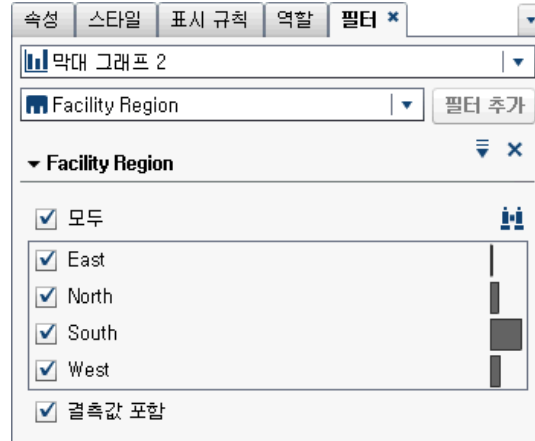 속성 스타일 표시 규칙 역할 필터
막대 그래프 2
Facility Region 필터 추가
Facility Region
모두
East
North
South
West
결측값 포함